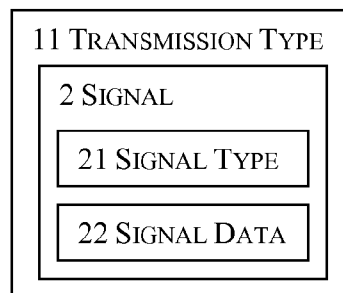 11 TRANSMISSION TYPE
2 SIGNAL
21 SIGNAL TYPE
22 SIGNAL DATA